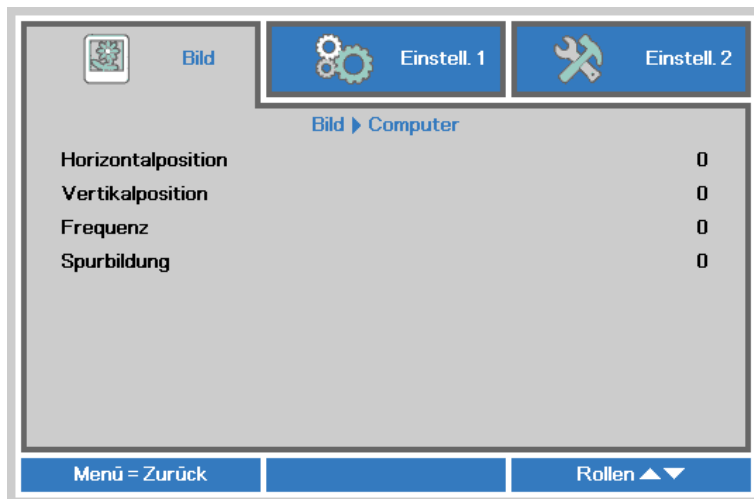 Bild
Einstell. 1
Einstell. 2
Bild Computer
Horizontalposition 0
Vertikalposition 0
Frequenz 0
Spurbildung 0
Menü = Zurück
Rollen